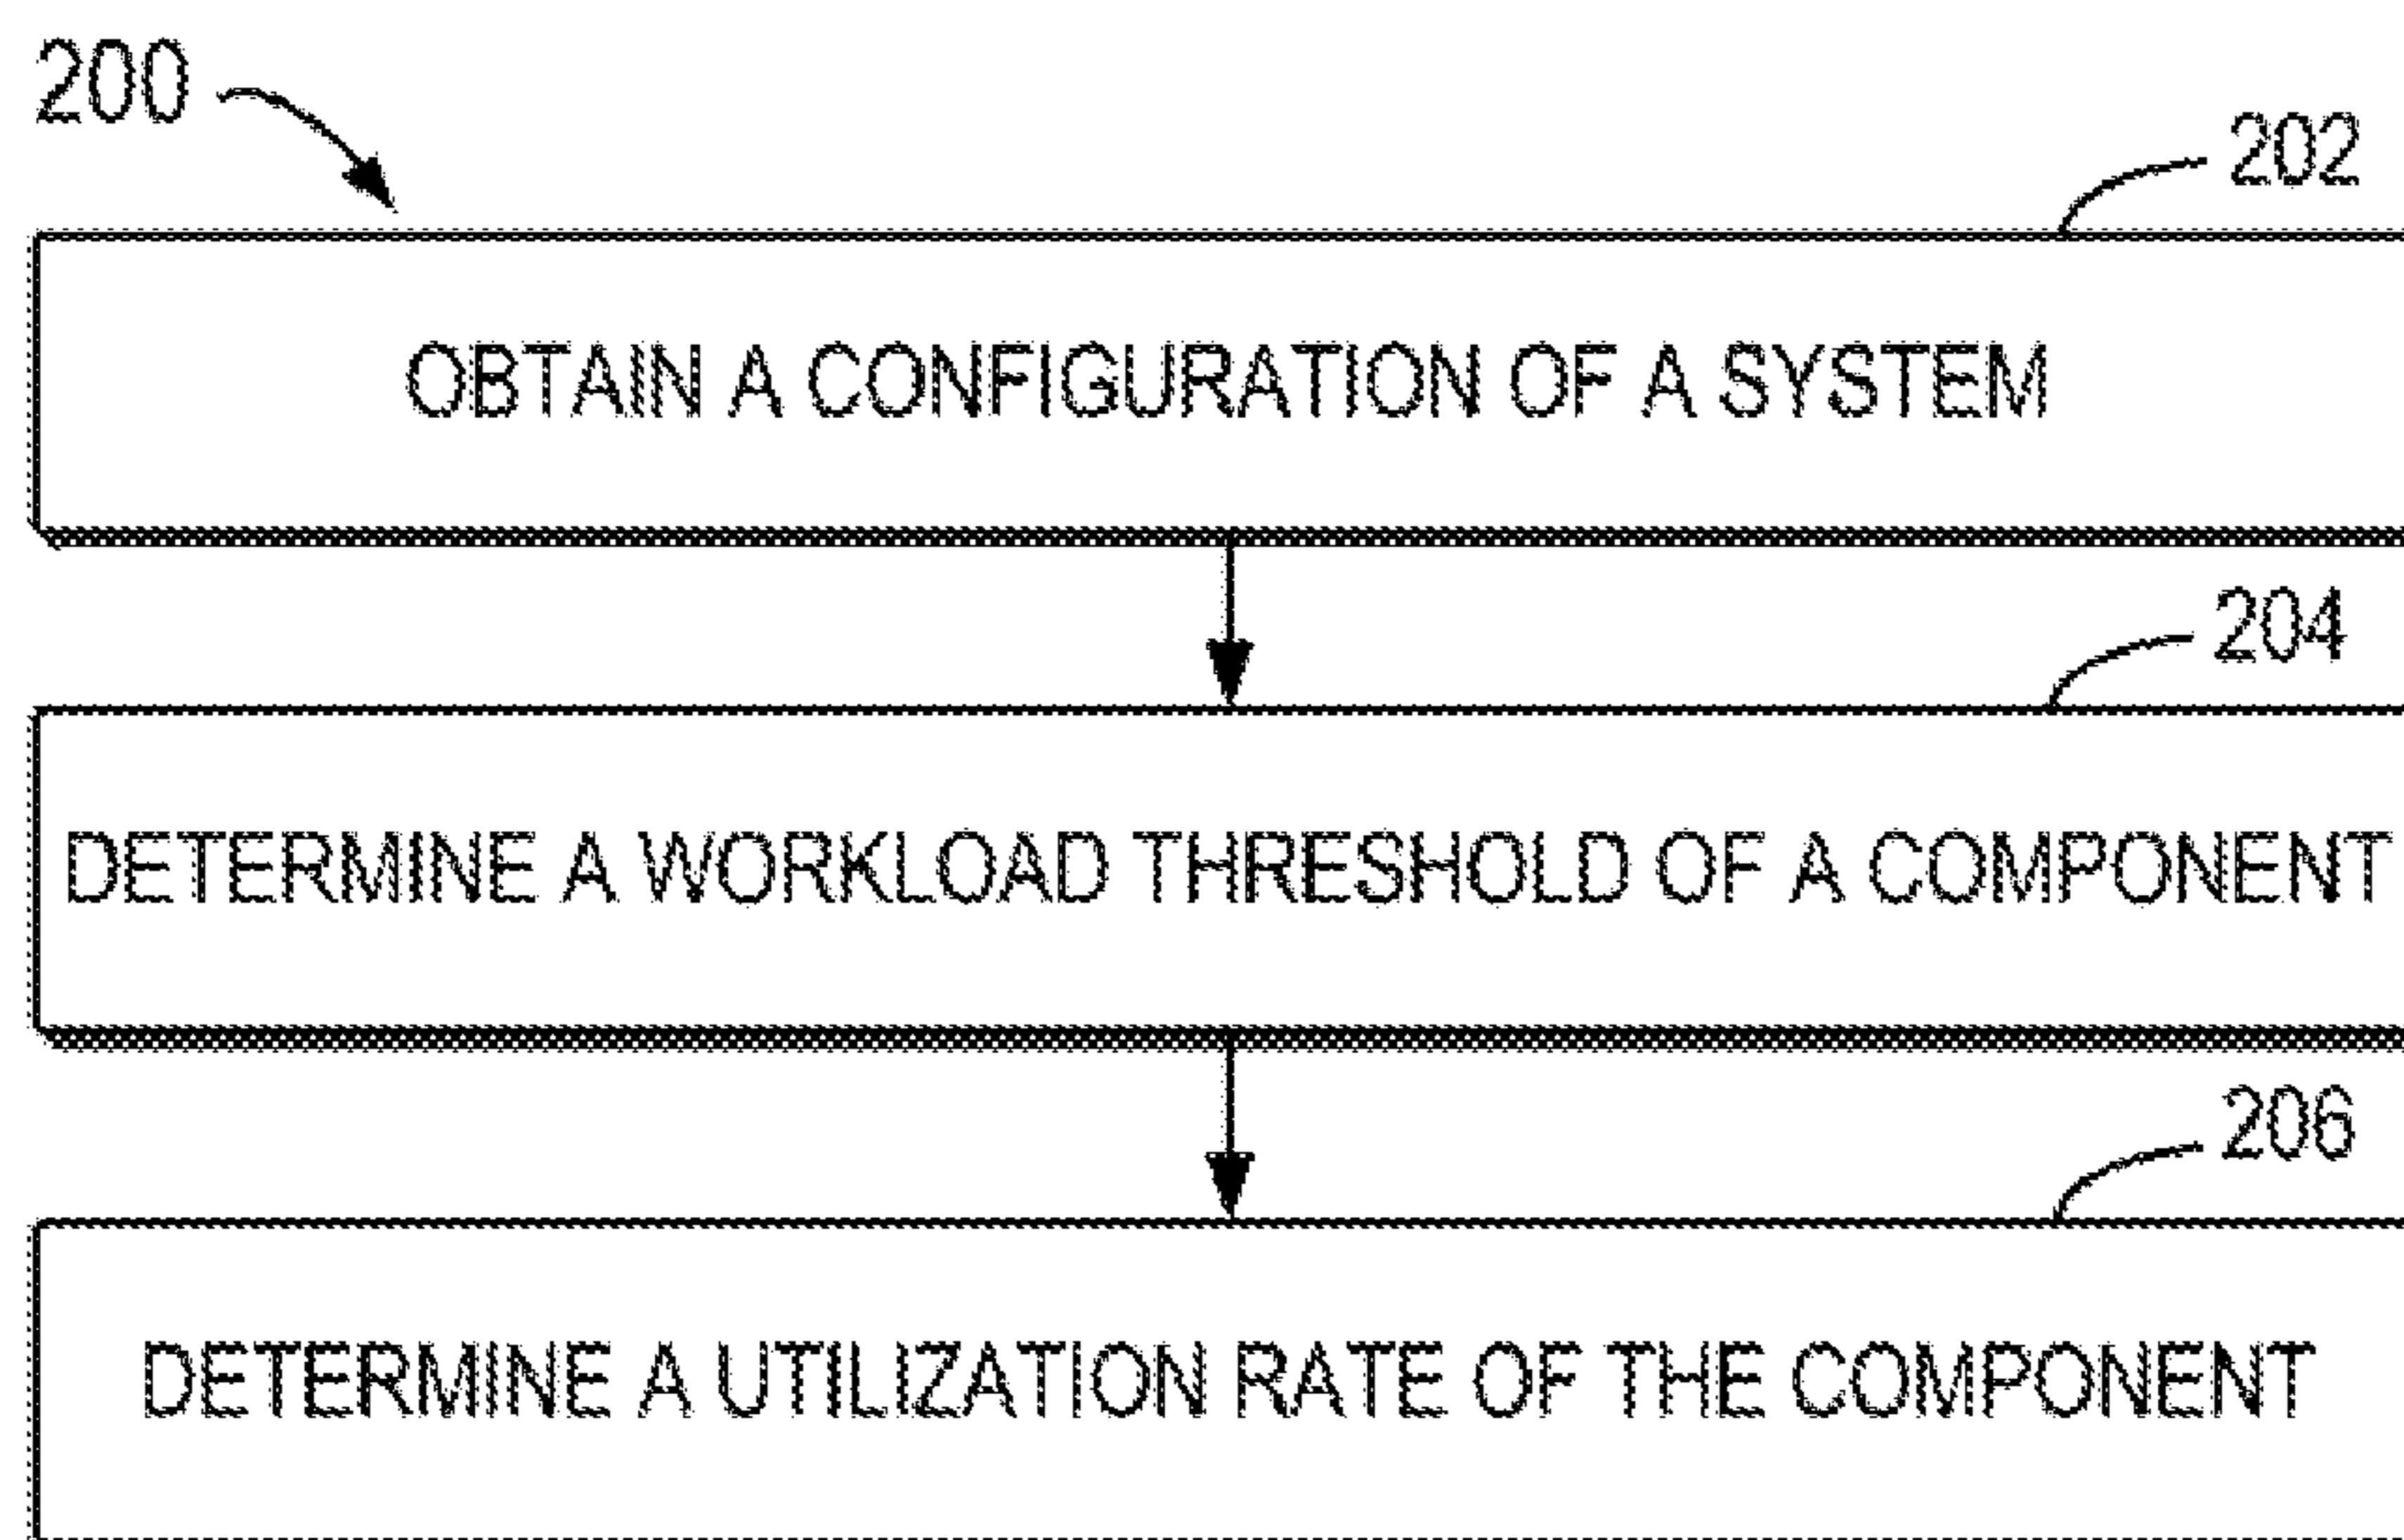 200
202
OBTAIN A CONFIGURATION OF A SYSTEM
204
DETERMINE A WORKLOAD THRESHOLD OF A COMPONENT
206
DETERMINE A UTILIZATION RATE OF THE COMPONENT